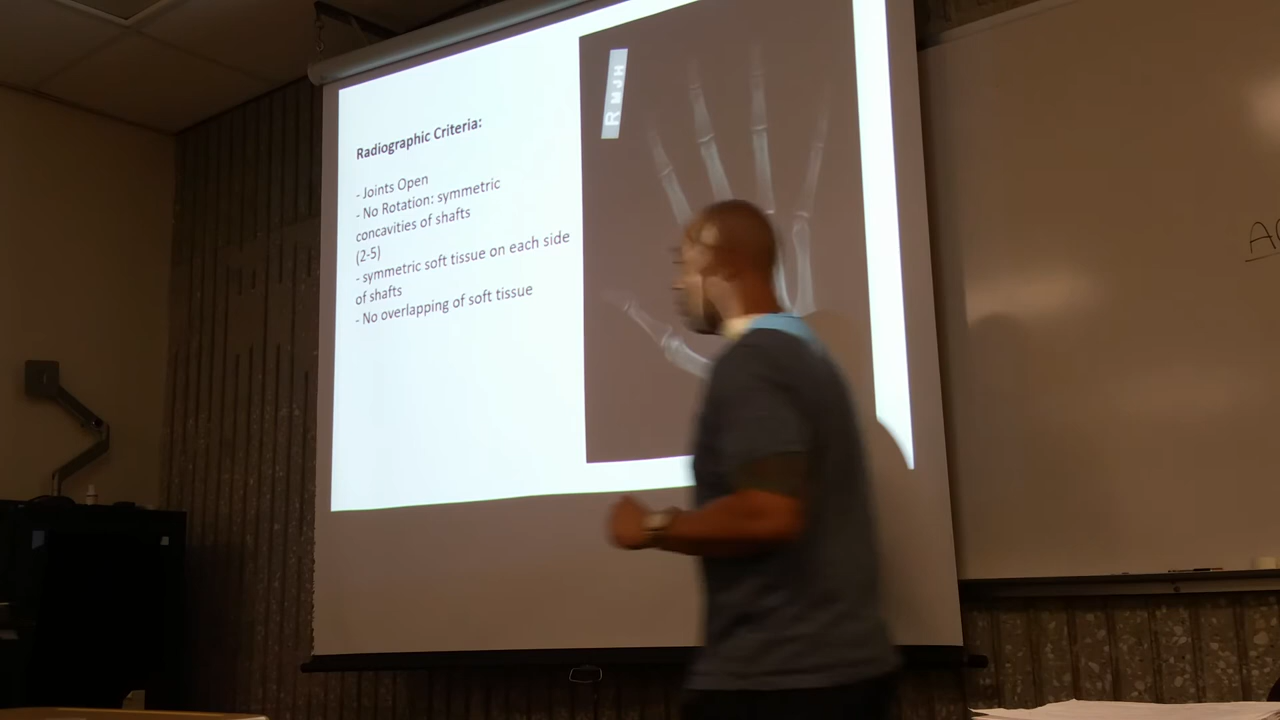 Radiographic Criteria:
- Joints Open
- No Rotation: symmetric
concavities of shafts
(2-5)
- symmetric soft tissue on each side
of shafts
- No overlapping of soft tissue
R MJH